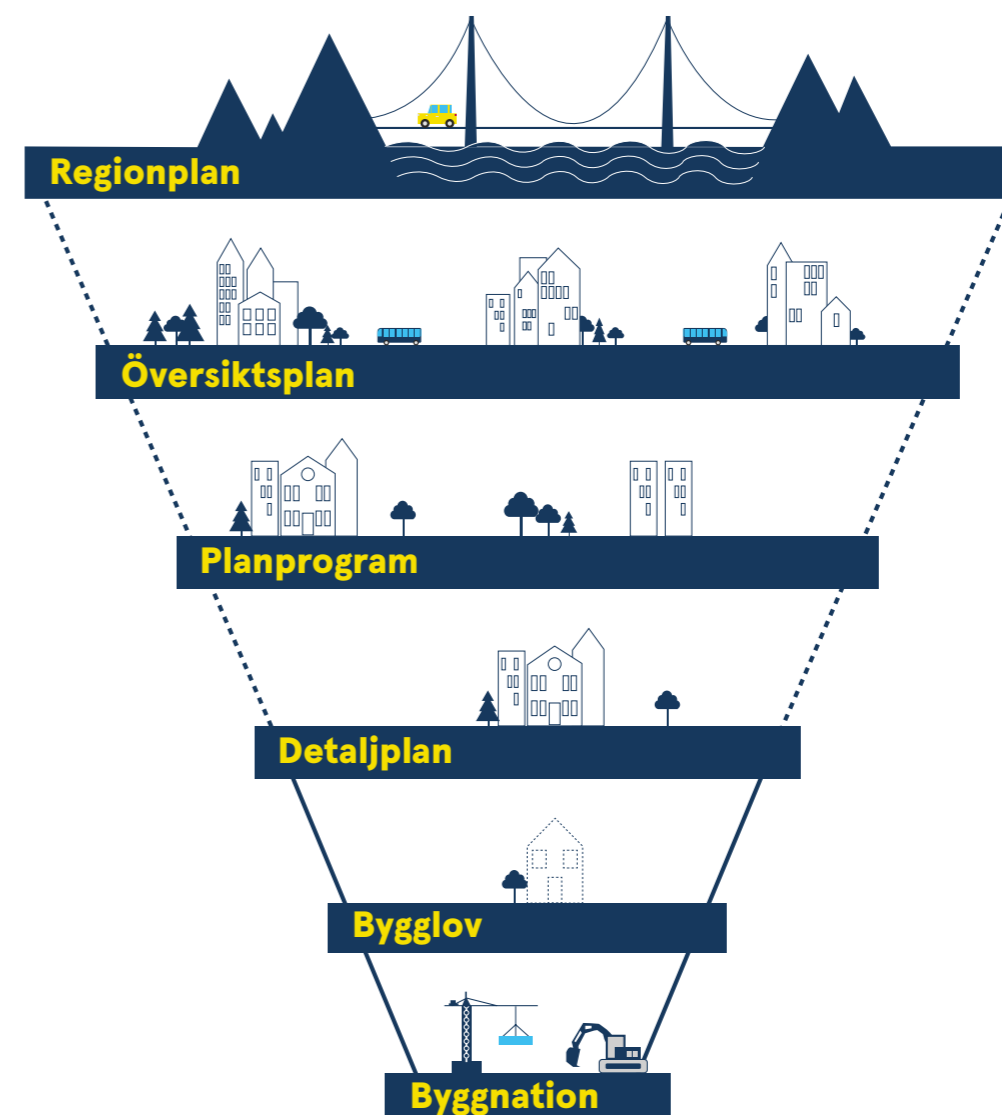 Regionplan
Översiktsplan
Planprogram
Detaljplan
Bygglov
Byggnation